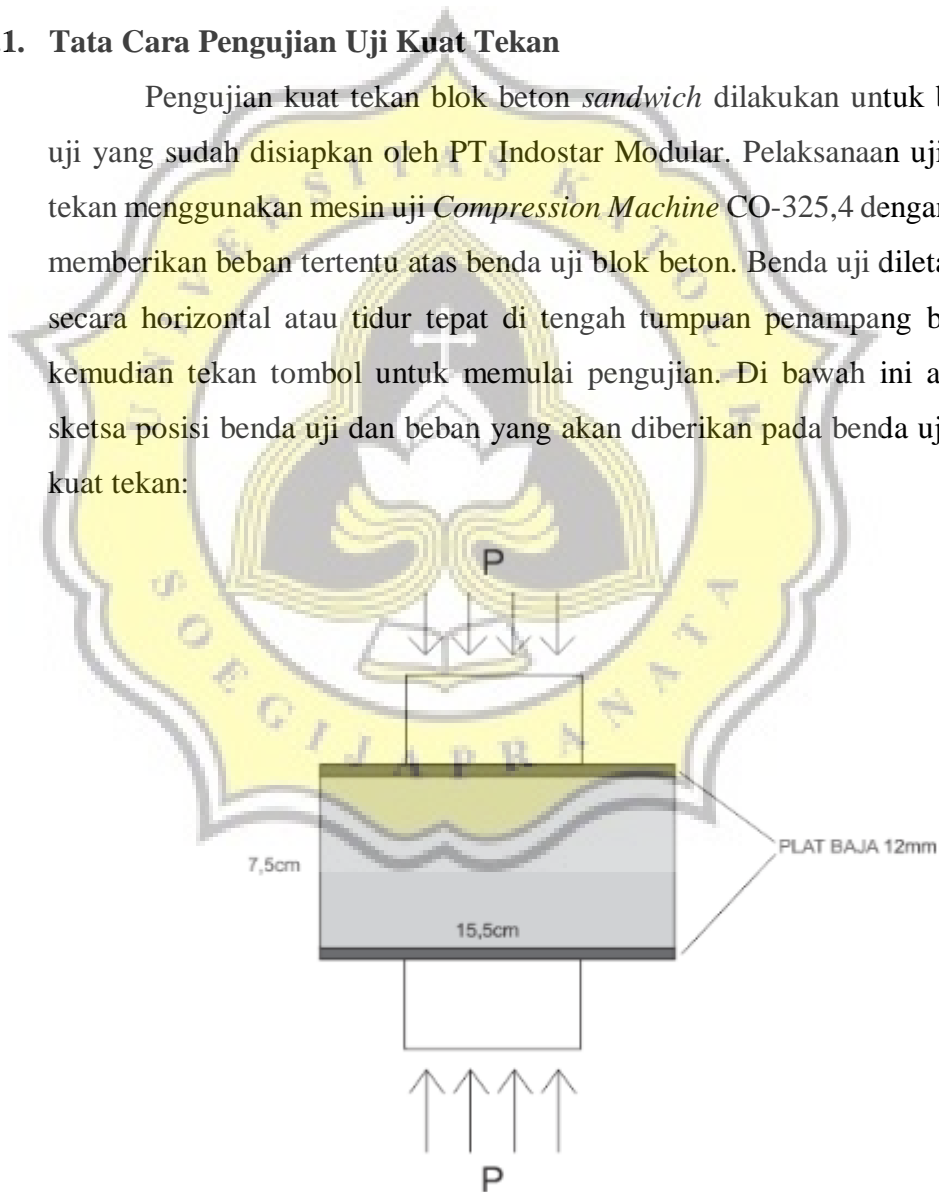 1. Tata Cara Pengujian Uji Kuat Tekan
Pengujian kuat tekan blok beton sandwich dilakukan untuk b
uji yang sudah disiapkan oleh PT Indostar Modular. Pelaksanaan uji
tekan menggunakan mesin uji Compression Machine CO-325,4 dengan
memberikan beban tertentu atas benda uji blok beton. Benda uji dileta
secara horizontal atau tidur tepat di tengah tumpuan penampang b
kemudian tekan tombol untuk memulai pengujian. Di bawah ini a
sketsa posisi benda uji dan beban yang akan diberikan pada benda uj
kuat tekan:
UNIVERSITAS KATOLIK
SOEGIJAPRANATA
P
7,5cm
PLAT BAJA 12mm
15,5cm
P